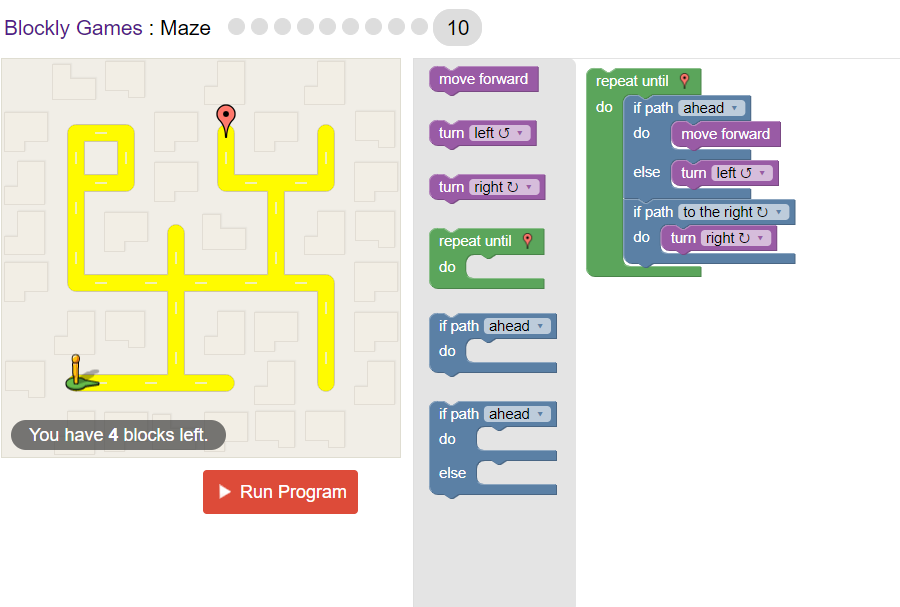 Blockly Games : Maze 10
You have 4 blocks left.
Run Program
move forward
turn left ↺ ▾
turn right ↻ ▾
repeat until
do
if path ahead ▾
do
if path ahead ▾
do
else
repeat until
do if path ahead ▾
do move forward
else turn left ↺ ▾
if path to the right ↻ ▾
do turn right ↻ ▾